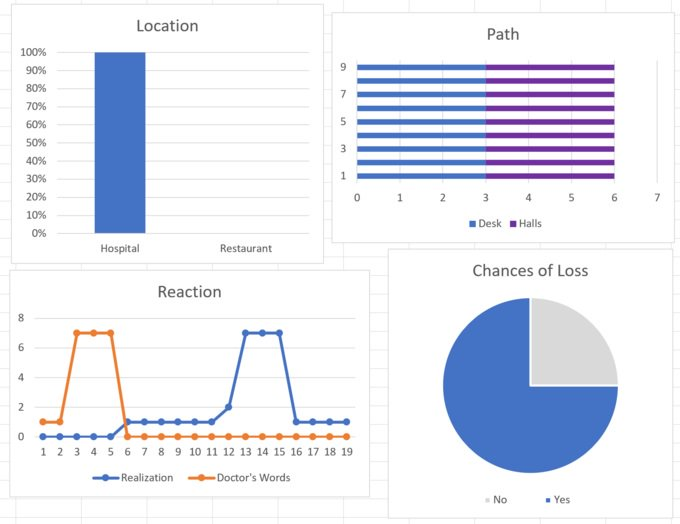 Location
100%
90%
80%
70%
60%
50%
40%
30%
20%
10%
0%
Hospital Restaurant
Path
9
7
5
3
1
0 1 2 3 4 5 6 7
Desk Halls
Reaction
8
6
4
2
0
1 2 3 4 5 6 7 8 9 10 11 12 13 14 15 16 17 18 19
Realization Doctor's Words
Chances of Loss
No Yes